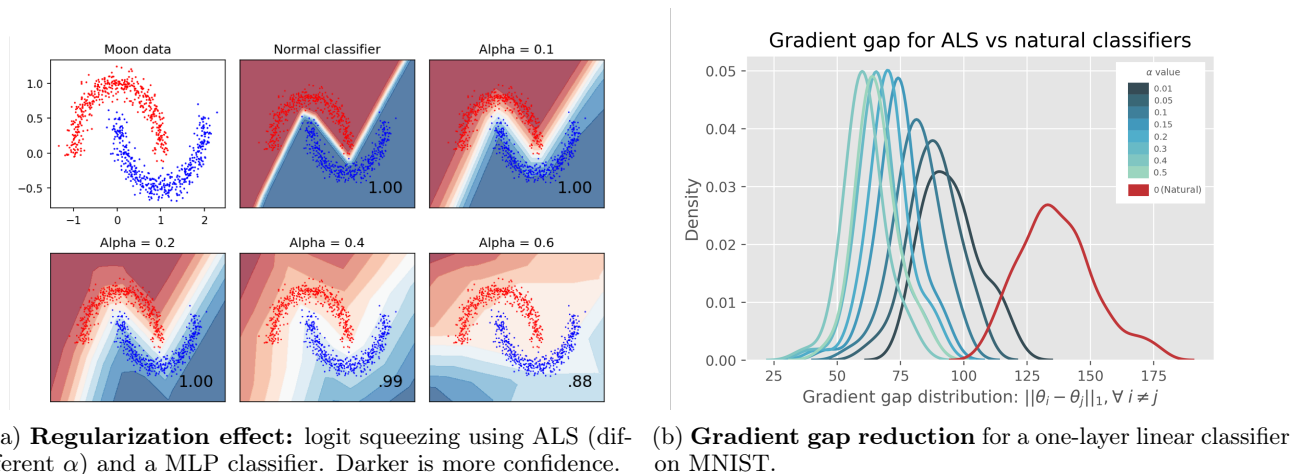 Moon data
Normal classifier
Alpha = 0.1
1.0
0.5
0.0
−0.5
−1
0
1
2
1.00
1.00
Alpha = 0.2
Alpha = 0.4
Alpha = 0.6
1.00
.99
.88
a) Regularization effect: logit squeezing using ALS (dif-
ferent α) and a MLP classifier. Darker is more confidence.
Gradient gap for ALS vs natural classifiers
α value
0.01
0.05
0.1
0.15
0.2
0.3
0.4
0.5
0 (Natural)
Density
0.05
0.04
0.03
0.02
0.01
0.00
25 50 75 100 125 150 175
Gradient gap distribution: ||θi − θj||1, ∀ i ≠ j
(b) Gradient gap reduction for a one-layer linear classifier
on MNIST.